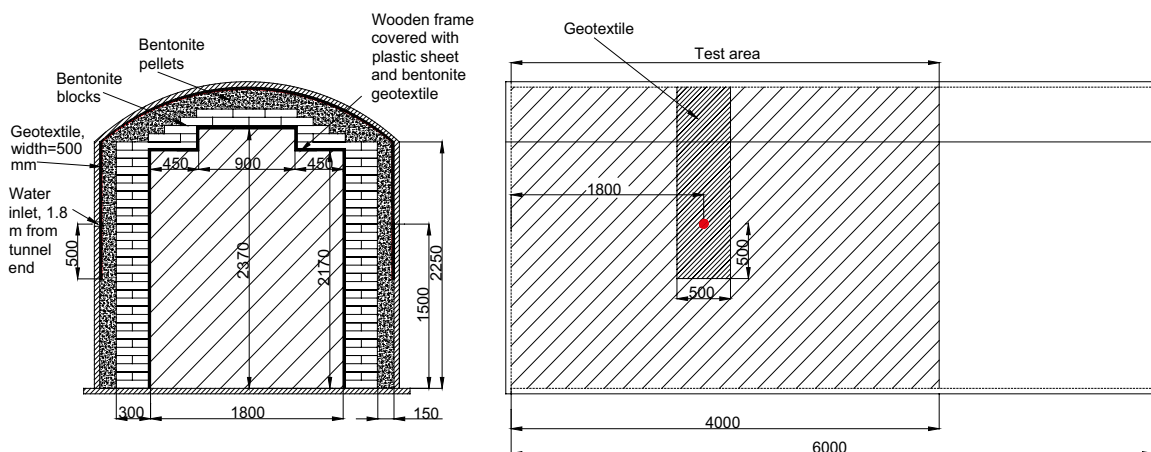 Bentonite
pellets
Bentonite
blocks
Wooden frame
covered with
plastic sheet
and bentonite
geotextile
Geotextile,
width=500
mm
Water
inlet, 1.8
m from
tunnel
end
450
900
450
500
2370
2170
1500
2250
300
1800
150
Geotextile
Test area
1800
500
500
4000
6000